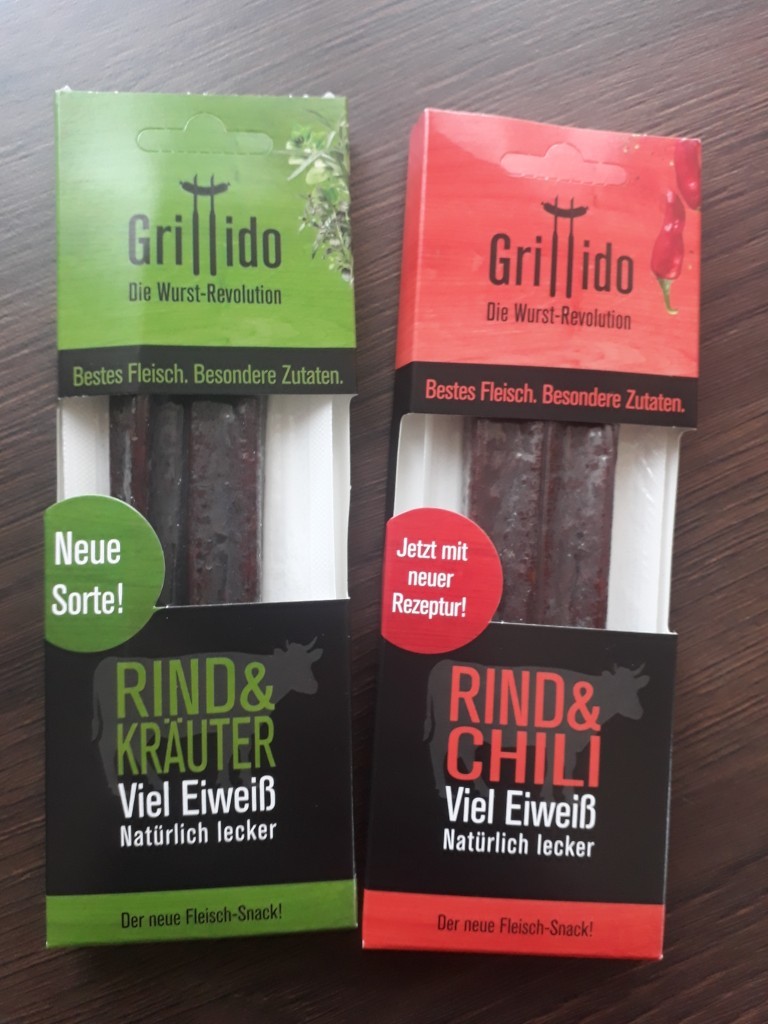 Grillido
Die Wurst-Revolution
Bestes Fleisch. Besondere Zutaten.
Neue
Sorte!
RIND&
KRÄUTER
Viel Eiweiß
Natürlich lecker
Der neue Fleisch-Snack!
Grillido
Die Wurst-Revolution
Bestes Fleisch. Besondere Zutaten.
Jetzt mit
neuer
Rezeptur!
RIND&
CHILI
Viel Eiweiß
Natürlich lecker
Der neue Fleisch-Snack!